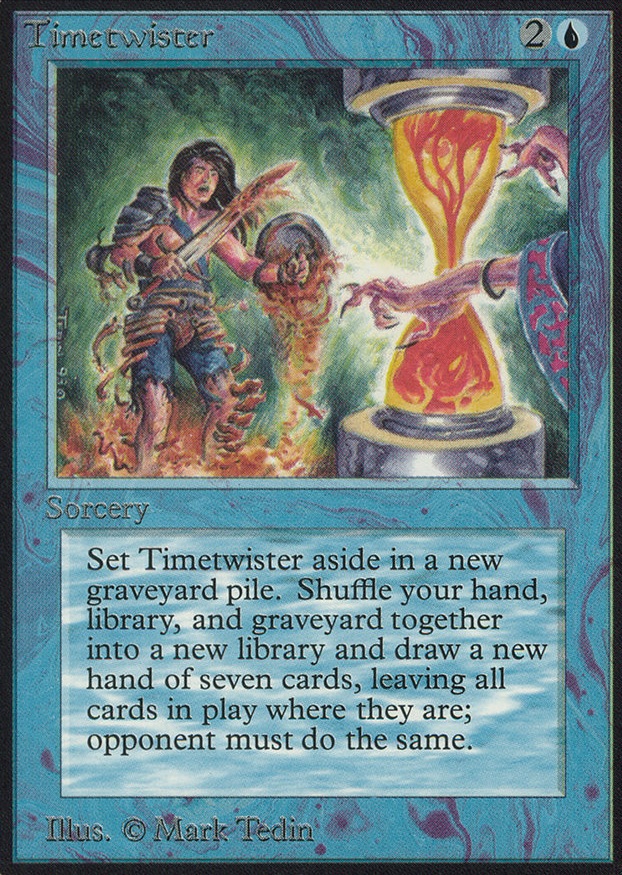 Timetwister 2
Sorcery
Set Timetwister aside in a new
graveyard pile. Shuffle your hand,
library, and graveyard together
into a new library and draw a new
hand of seven cards, leaving all
cards in play where they are;
opponent must do the same.
Illus. © Mark Tedin